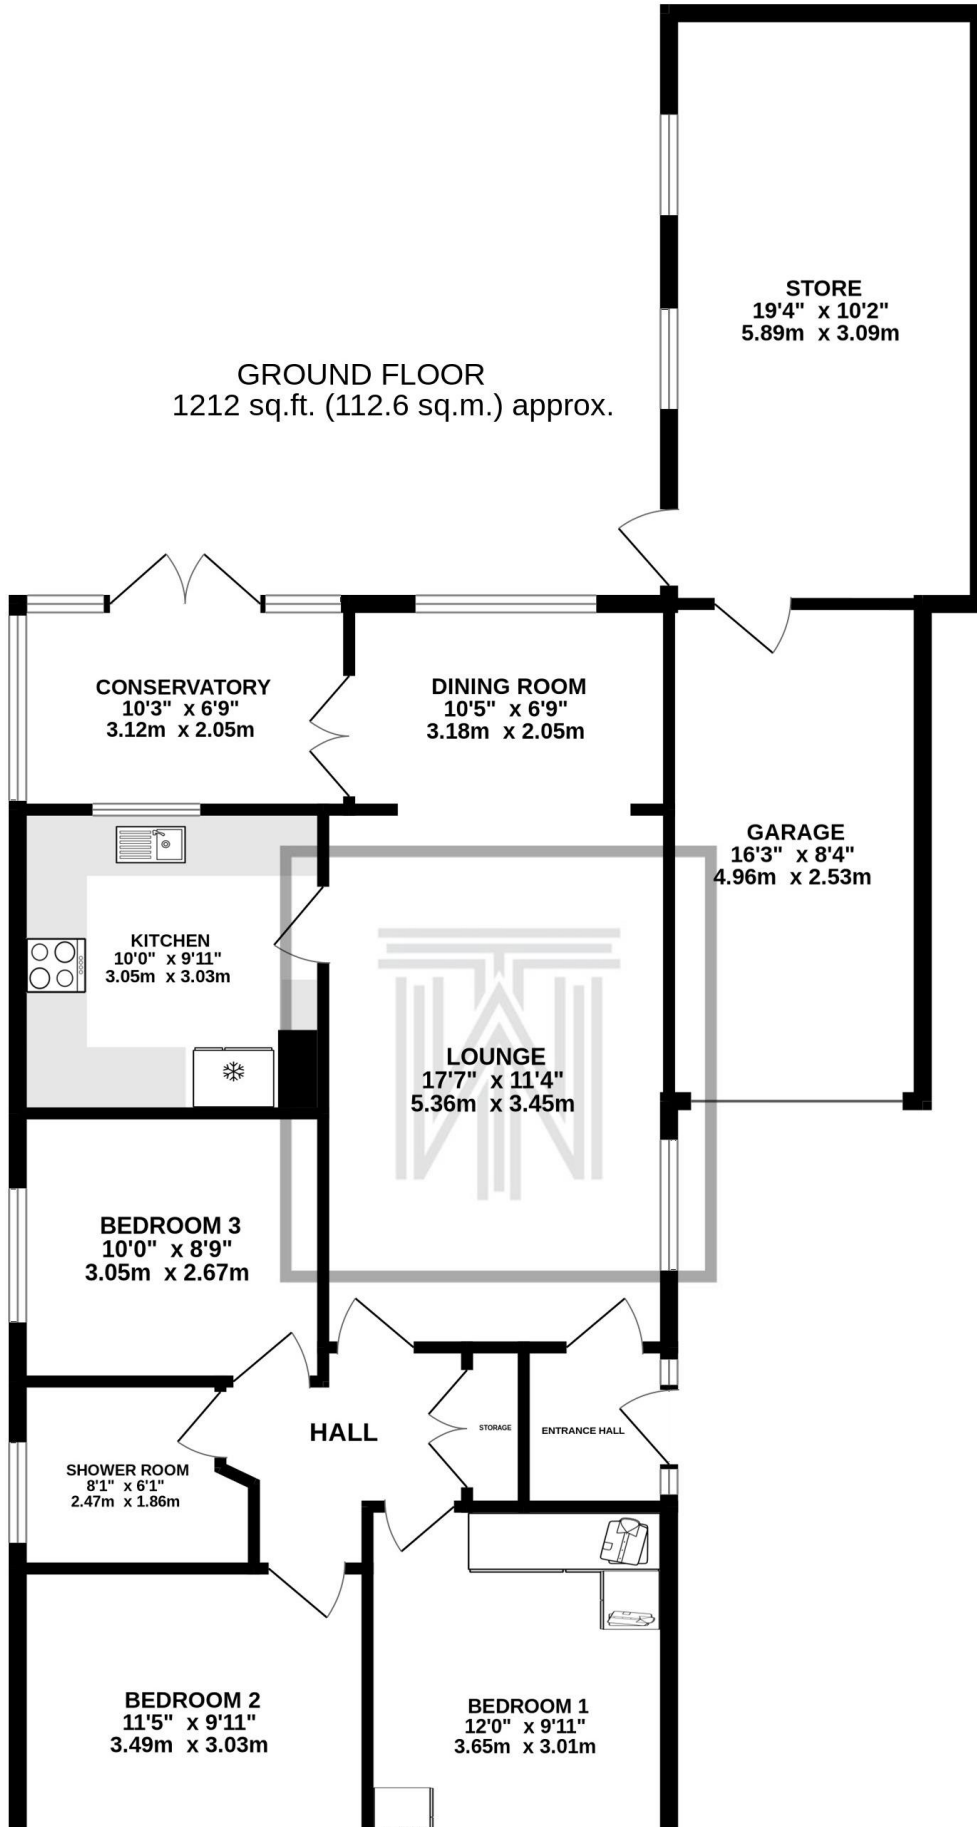 STORE
19'4" x 10'2"
5.89m x 3.09m
GROUND FLOOR
1212 sq.ft. (112.6 sq.m.) approx.
CONSERVATORY
10'3" x 6'9"
3.12m x 2.05m
DINING ROOM
10'5" x 6'9"
3.18m x 2.05m
GARAGE
16'3" x 8'4"
4.96m x 2.53m
KITCHEN
10'0" x 9'11"
3.05m x 3.03m
LOUNGE
17'7" x 11'4"
5.36m x 3.45m
BEDROOM 3
10'0" x 8'9"
3.05m x 2.67m
HALL
STORAGE
ENTRANCE HALL
SHOWER ROOM
8'1" x 6'1"
2.47m x 1.86m
BEDROOM 2
11'5" x 9'11"
3.49m x 3.03m
BEDROOM 1
12'0" x 9'11"
3.65m x 3.01m